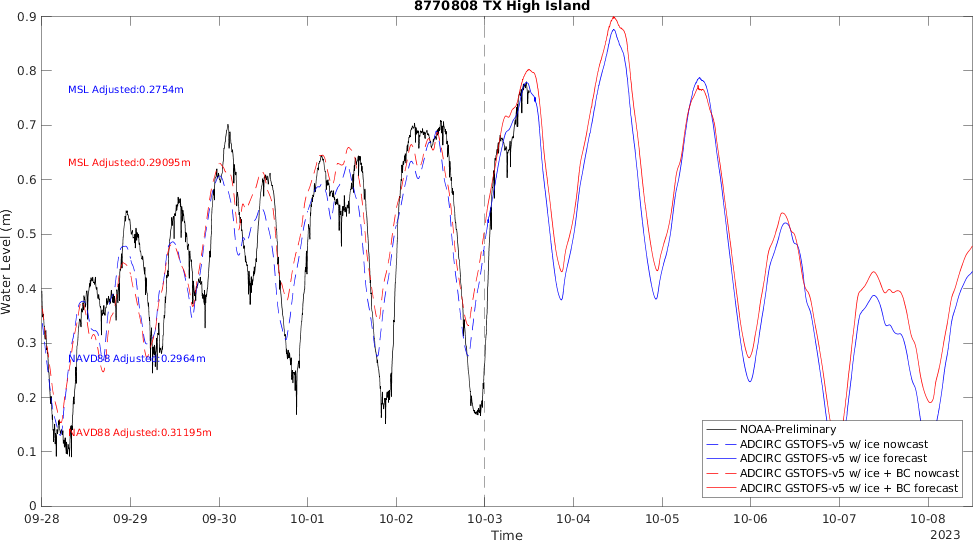 8770808 TX High Island
0.9
0.8
0.7
0.6
0.5
0.4
0.3
0.2
0.1
0
Water Level (m)
MSL Adjusted:0.2754m
MSL Adjusted:0.29095m
NAVD88 Adjusted:0.2964m
NAVD88 Adjusted:0.31195m
NOAA-Preliminary
ADCIRC GSTOFS-v5 w/ ice nowcast
ADCIRC GSTOFS-v5 w/ ice forecast
ADCIRC GSTOFS-v5 w/ ice + BC nowcast
ADCIRC GSTOFS-v5 w/ ice + BC forecast
09-28 09-29 09-30 10-01 10-02 10-03 10-04 10-05 10-06 10-07 10-08
Time
2023